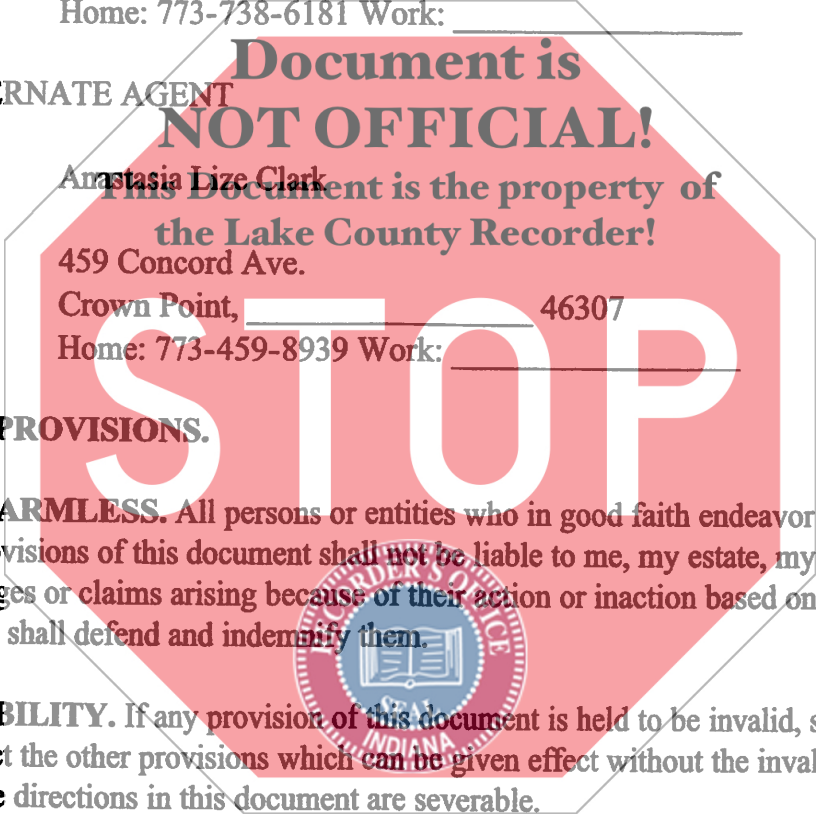 Home: 773-738-6181 Work:
Document is
ERNATE AGENT
NOT OFFICIAL!
Anastasia Lize Clark
This Document is the property of
the Lake County Recorder!
459 Concord Ave.
Crown Point, 46307
Home: 773-459-8939 Work:
STOP
PROVISIONS.
ARMLESS. All persons or entities who in good faith endeavor
visions of this document shall not be liable to me, my estate, my
ges or claims arising because of their action or inaction based on
shall defend and indemnify them.
RECORDER'S OFFICE
SEAL
INDIANA
BILITY. If any provision of this document is held to be invalid, s
ct the other provisions which can be given effect without the inval
e directions in this document are severable.